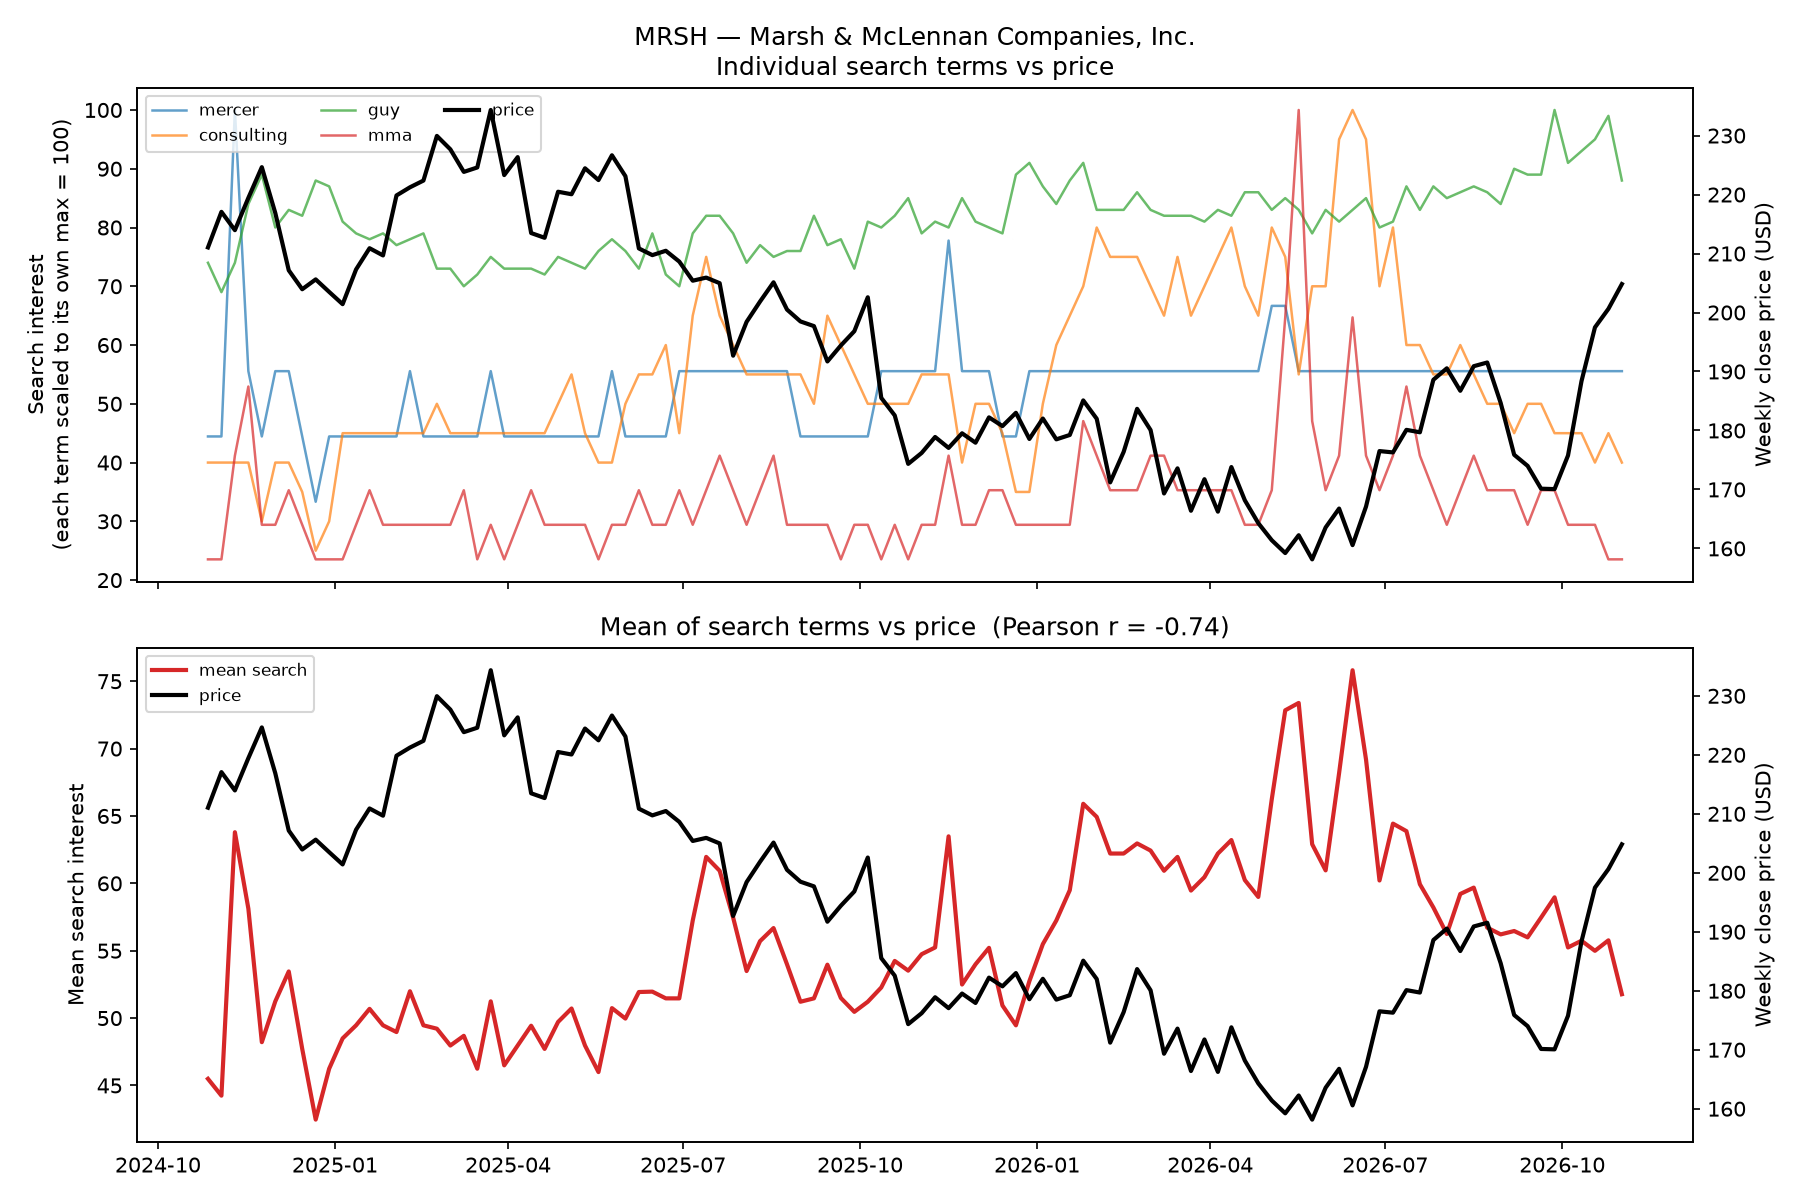 MRSH — Marsh & McLennan Companies, Inc.
Individual search terms vs price
mercer
consulting
guy
mma
price
100
90
80
70
60
50
40
30
20
Search interest
(each term scaled to its own max = 100)
230
220
210
200
190
180
170
160
Weekly close price (USD)
Mean of search terms vs price  (Pearson r = -0.74)
mean search
price
75
70
65
60
55
50
45
Mean search interest
230
220
210
200
190
180
170
160
Weekly close price (USD)
2024-10
2025-01
2025-04
2025-07
2025-10
2026-01
2026-04
2026-07
2026-10